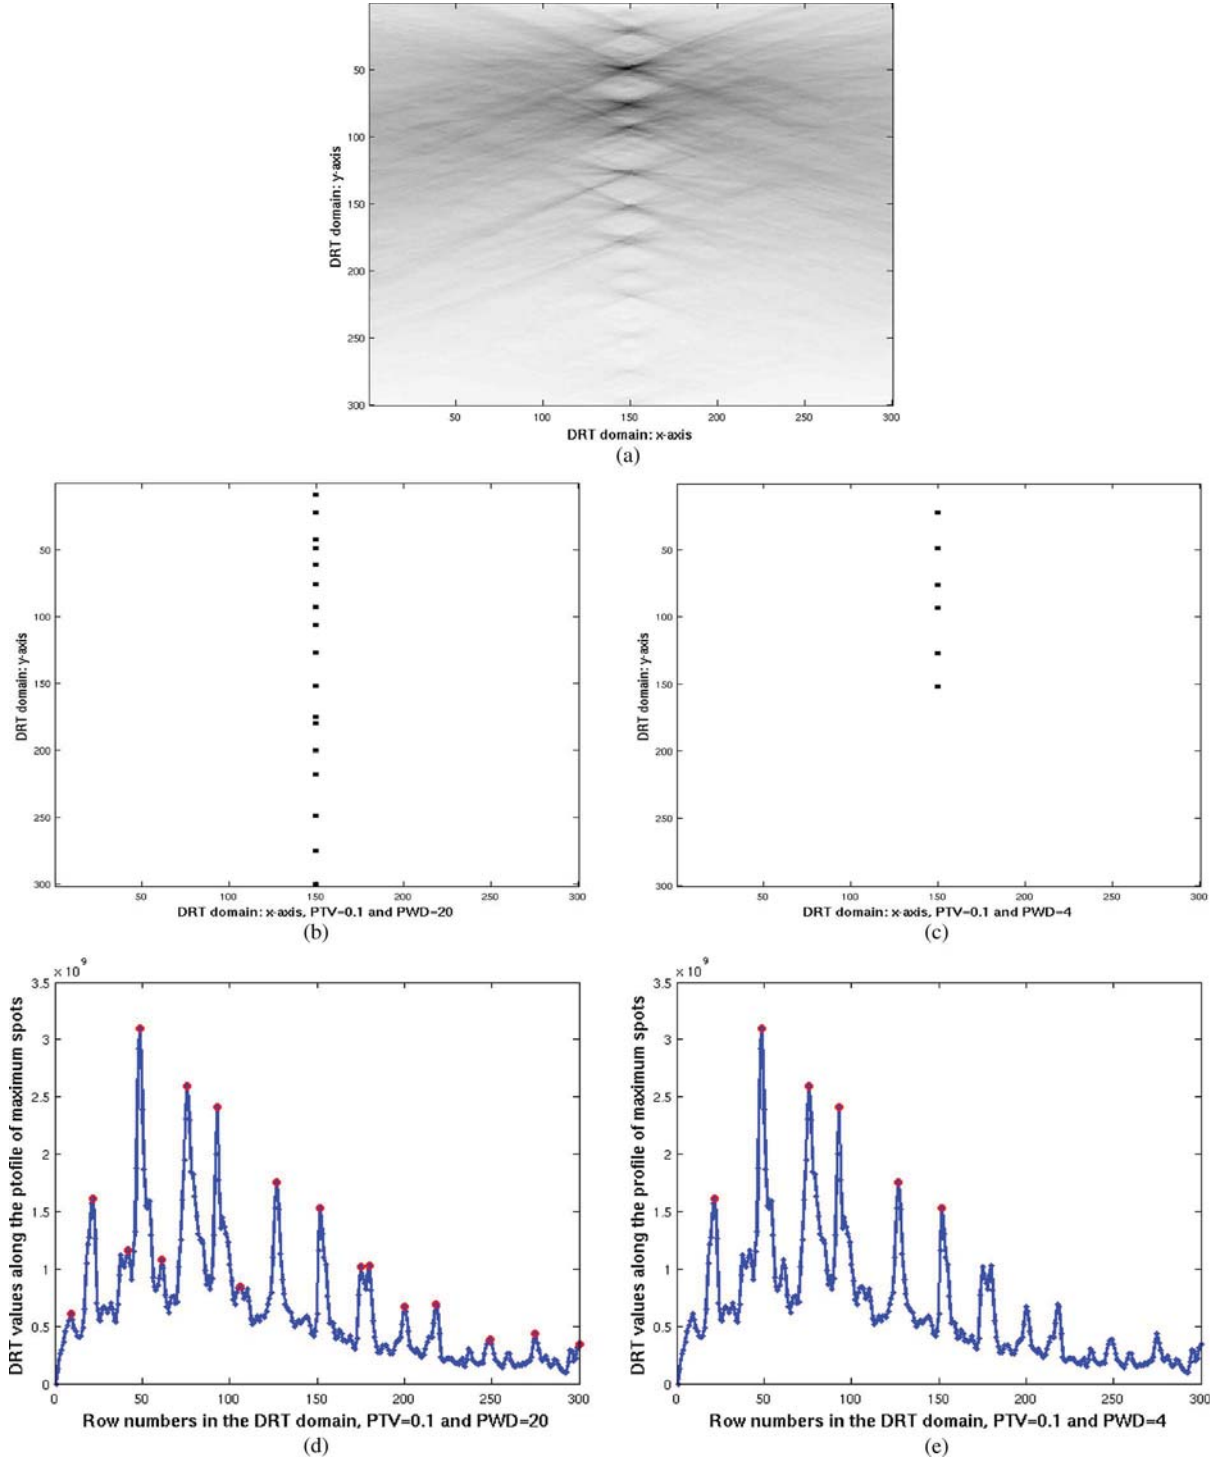 DRT domain: y-axis
50
100
150
200
250
300
50 100 150 200 250 300
DRT domain: x-axis
(a)
DRT domain: y-axis
50
100
150
200
250
300
50 100 150 200 250 300
DRT domain: x-axis, PTV=0.1 and PWD=20
(b)
DRT domain: y-axis
50
100
150
200
250
300
50 100 150 200 250 300
DRT domain: x-axis, PTV=0.1 and PWD=4
(c)
× 10^9
DRT values along the ptofile of maximum spots
3.5
3
2.5
2
1.5
1
0.5
0
0 50 100 150 200 250 300
Row numbers in the DRT domain, PTV=0.1 and PWD=20
(d)
× 10^9
DRT values along the profile of maximum spots
3.5
3
2.5
2
1.5
1
0.5
0
0 50 100 150 200 250 300
Row numbers in the DRT domain, PTV=0.1 and PWD=4
(e)